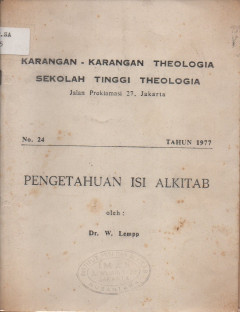 KARANGAN - KARANGAN THEOLOGIA
SEKOLAH TINGGI THEOLOGIA
Jalan Proklamasi 27, Jakarta
No. 24 TAHUN 1977
PENGETAHUAN ISI ALKITAB
oleh :
Dr. W. Lempp